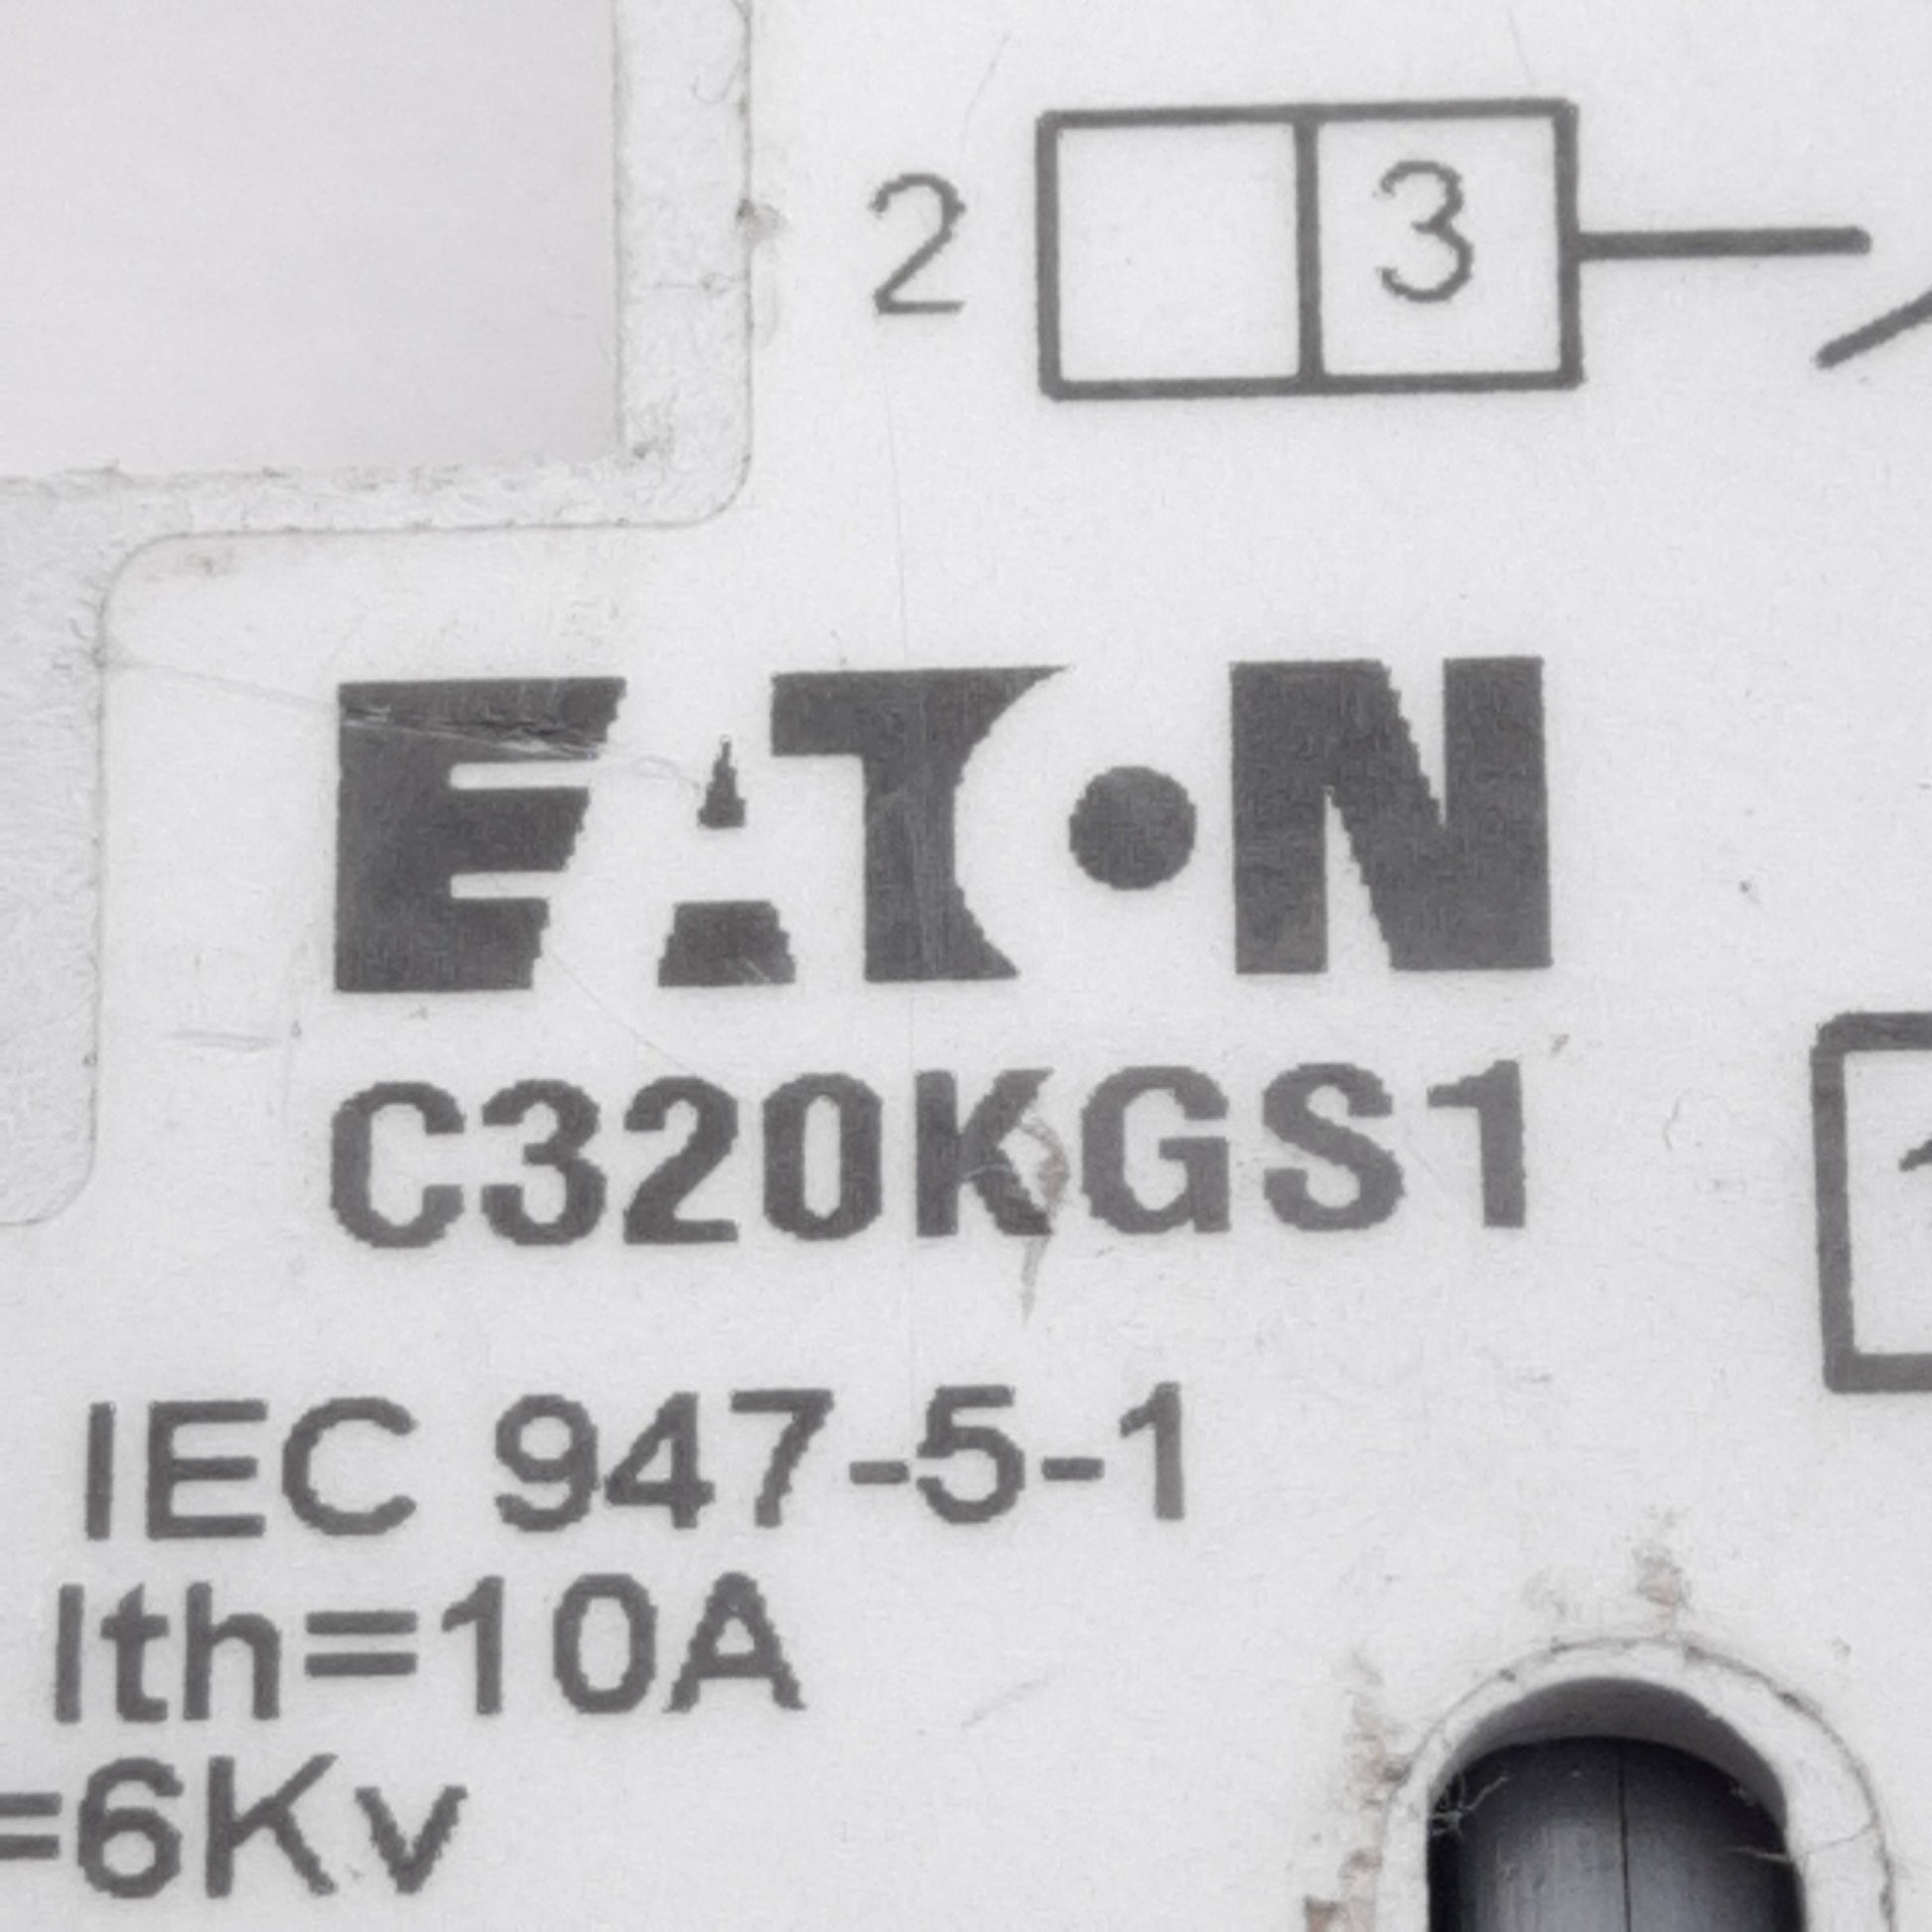 2 3
EATON
C320KGS1
IEC 947-5-1
Ith=10A
=6Kv